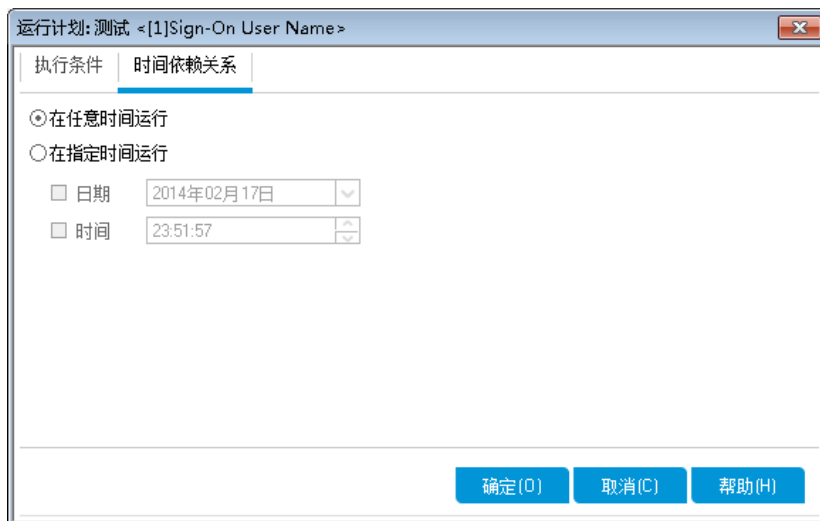 运行计划: 测试 <[1]Sign-On User Name>
执行条件 时间依赖关系
在任意时间运行
在指定时间运行
日期 2014年02月17日
时间 23:51:57
确定(O) 取消(C) 帮助(H)